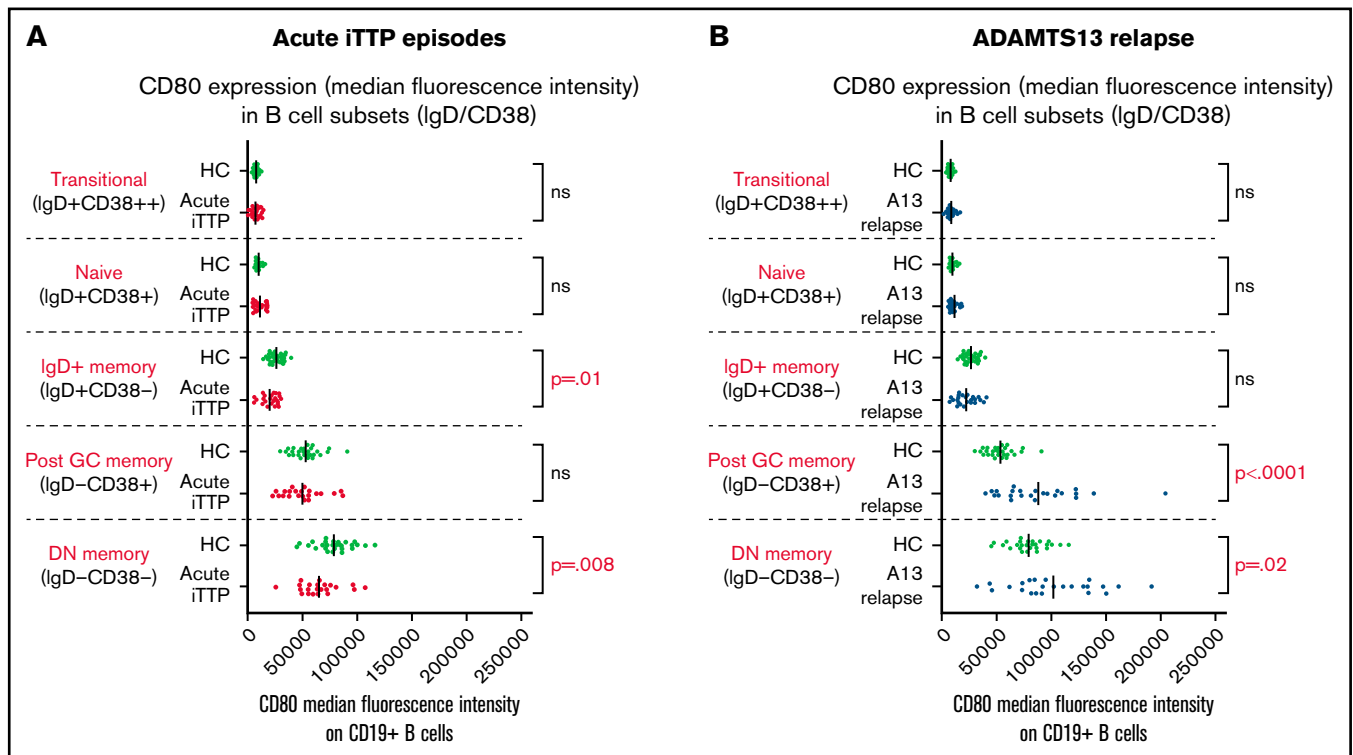 A
Acute iTTP episodes
CD80 expression (median fluorescence intensity)
in B cell subsets (IgD/CD38)
Transitional
(IgD+CD38++)
HC
Acute
iTTP
ns
Naive
(IgD+CD38+)
HC
Acute
iTTP
ns
IgD+ memory
(IgD+CD38−)
HC
Acute
iTTP
p=.01
Post GC memory
(IgD−CD38+)
HC
Acute
iTTP
ns
DN memory
(IgD−CD38−)
HC
Acute
iTTP
p=.008
0
50000
100000
150000
200000
250000
CD80 median fluorescence intensity
on CD19+ B cells
B
ADAMTS13 relapse
CD80 expression (median fluorescence intensity)
in B cell subsets (IgD/CD38)
Transitional
(IgD+CD38++)
HC
A13
relapse
ns
Naive
(IgD+CD38+)
HC
A13
relapse
ns
IgD+ memory
(IgD+CD38−)
HC
A13
relapse
ns
Post GC memory
(IgD−CD38+)
HC
A13
relapse
p<.0001
DN memory
(IgD−CD38−)
HC
A13
relapse
p=.02
0
50000
100000
150000
200000
250000
CD80 median fluorescence intensity
on CD19+ B cells